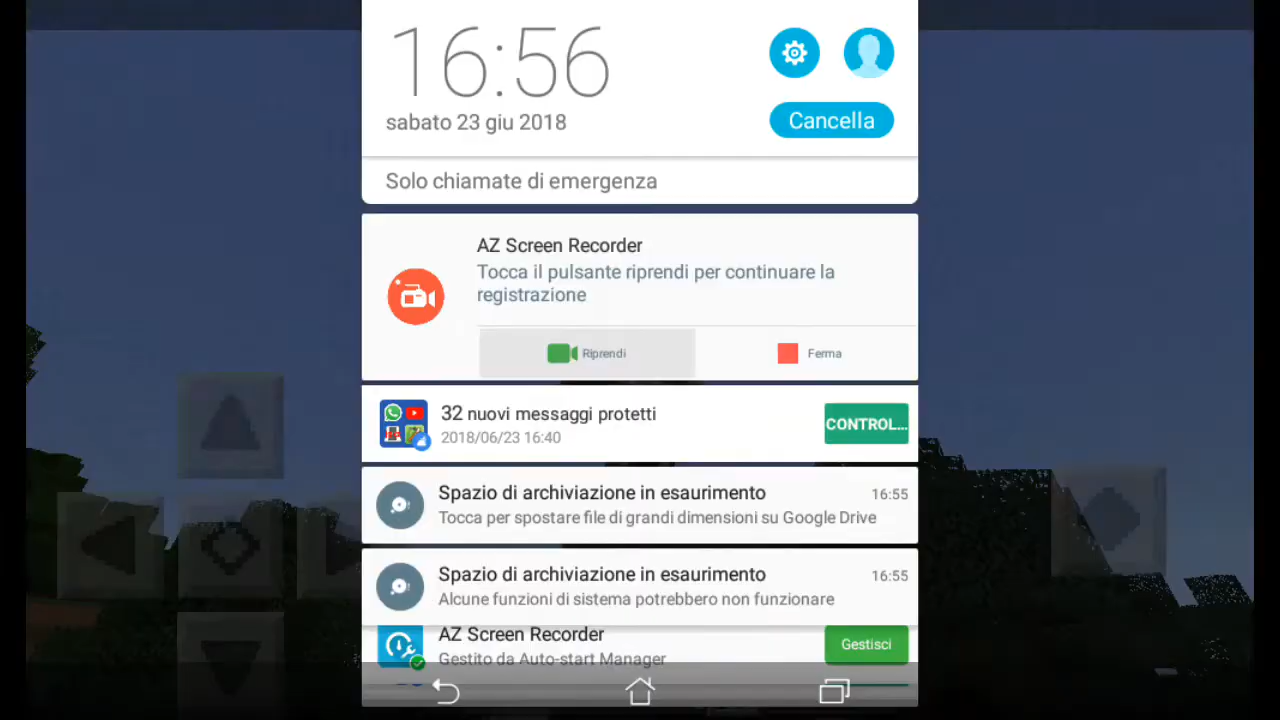 16:56
sabato 23 giu 2018
Cancella
Solo chiamate di emergenza
AZ Screen Recorder
Tocca il pulsante riprendi per continuare la
registrazione
Riprendi
Ferma
32 nuovi messaggi protetti
2018/06/23 16:40
CONTROL...
Spazio di archiviazione in esaurimento
16:55
Tocca per spostare file di grandi dimensioni su Google Drive
Spazio di archiviazione in esaurimento
16:55
Alcune funzioni di sistema potrebbero non funzionare
AZ Screen Recorder
Gestito da Auto-start Manager
Gestisci